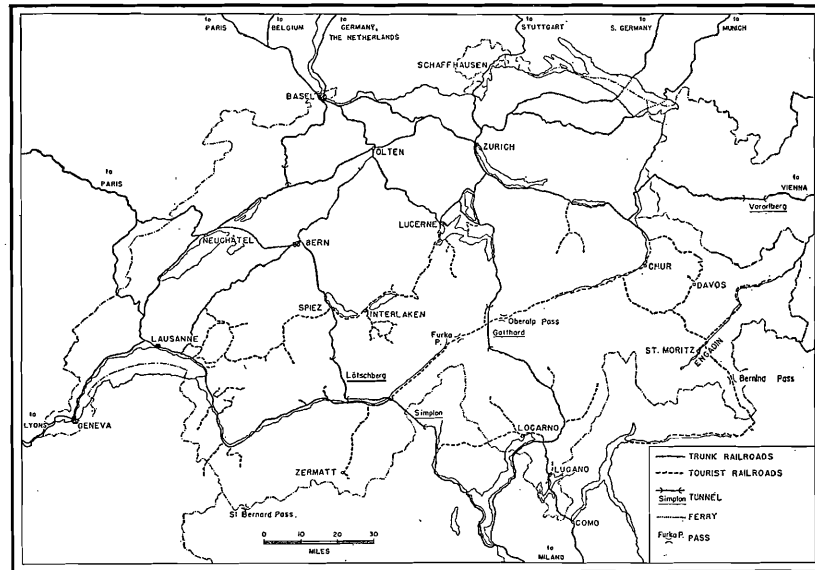 to
PARIS
to
BELGIUM
to
GERMANY,
THE NETHERLANDS
to
STUTTGART
to
S. GERMANY
to
MUNICH
SCHAFFHAUSEN
BASEL
ZURICH
OLTEN
to
PARIS
to
VIENNA
Vorarlberg
LUCERNE
NEUCHÂTEL
BERN
CHUR
DAVOS
SPIEZ
INTERLAKEN
Oberalp Pass
Furka
P.
Gotthard
LAUSANNE
ST. MORITZ
ENGADIN
Lötschberg
Bernina Pass
Simplon
to
LYONS
GENEVA
LOCARNO
ZERMATT
LUGANO
St Bernard Pass
COMO
to
MILANO
0 10 20 30
MILES
TRUNK RAILROADS
TOURIST RAILROADS
Simplon TUNNEL
FERRY
Furka P. PASS